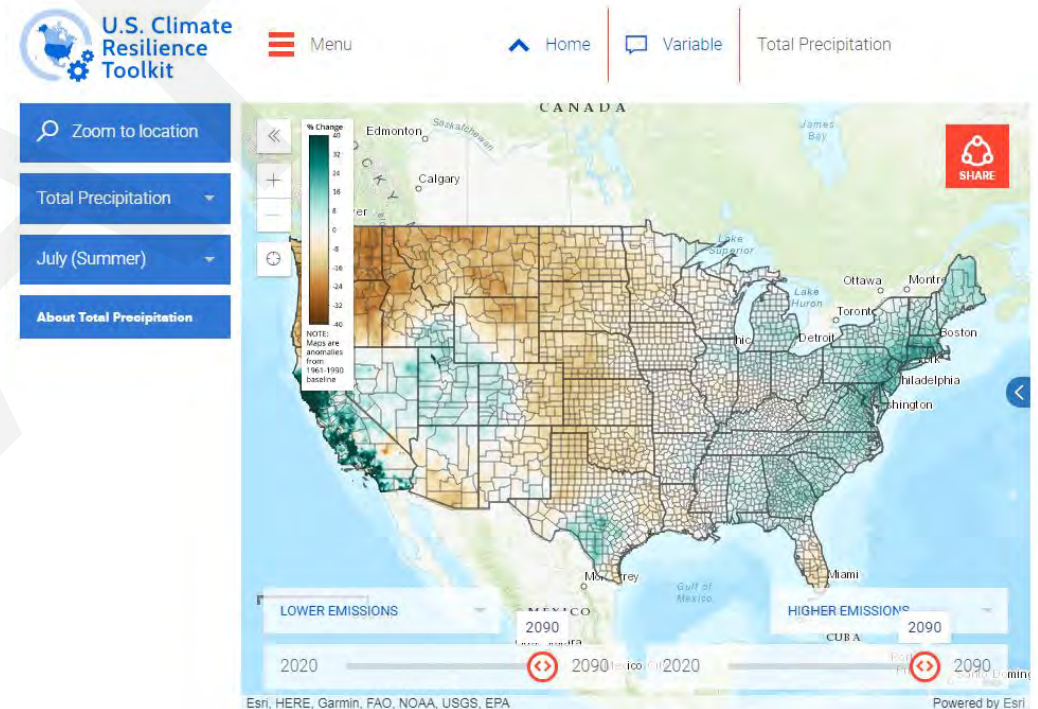 U.S. Climate
Resilience
Toolkit
Menu
Home
Variable
Total Precipitation
Zoom to location
Total Precipitation
July (Summer)
About Total Precipitation
% Change
40
32
24
16
8
0
-8
-16
-24
-32
-40
NOTE:
Maps are
anomalies
from
1961-1990
baseline
SHARE
CANADA
Edmonton
Calgary
James
Bay
Lake
Superior
Lake
Huron
Ottawa
Montre
Toronto
Detroit
Boston
hiladelphia
shington
Miami
Gulf of
Mexico
MEXICO
CUBA
LOWER EMISSIONS
HIGHER EMISSIONS
2090
2090
2020
2090
2020
2090
Esri, HERE, Garmin, FAO, NOAA, USGS, EPA
Powered by Esri